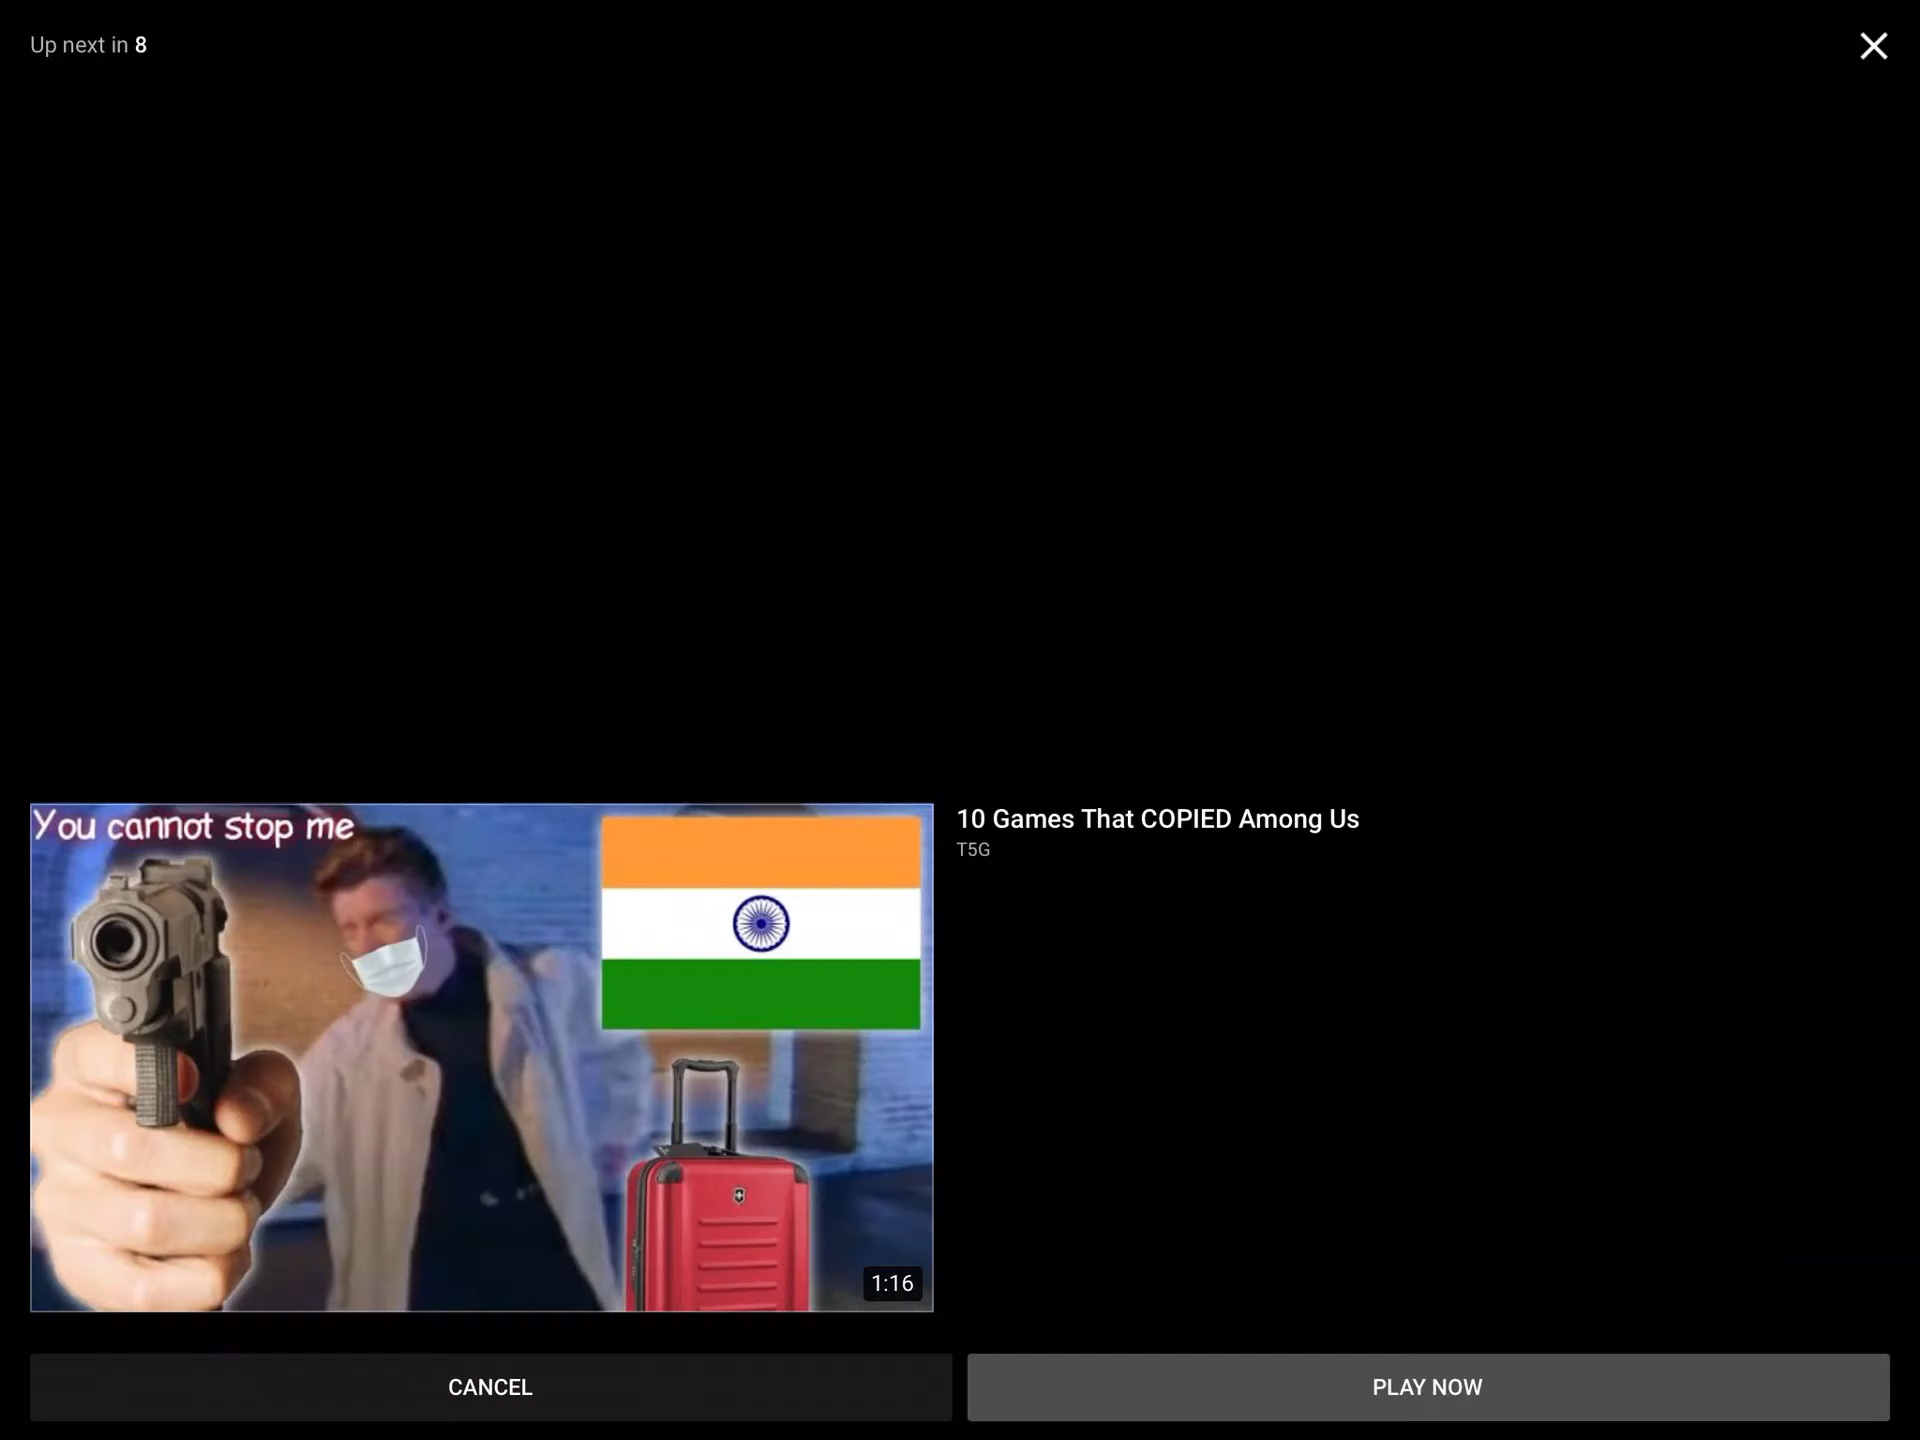 Up next in 8
You cannot stop me
1:16
10 Games That COPIED Among Us
T5G
CANCEL
PLAY NOW